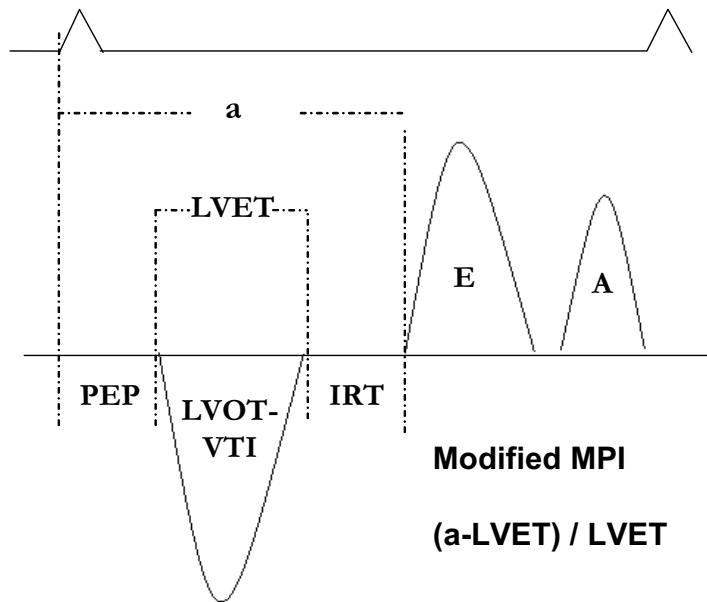 a
LVET
E
A
PEP
LVOT-
VTI
IRT
Modified MPI
(a-LVET) / LVET